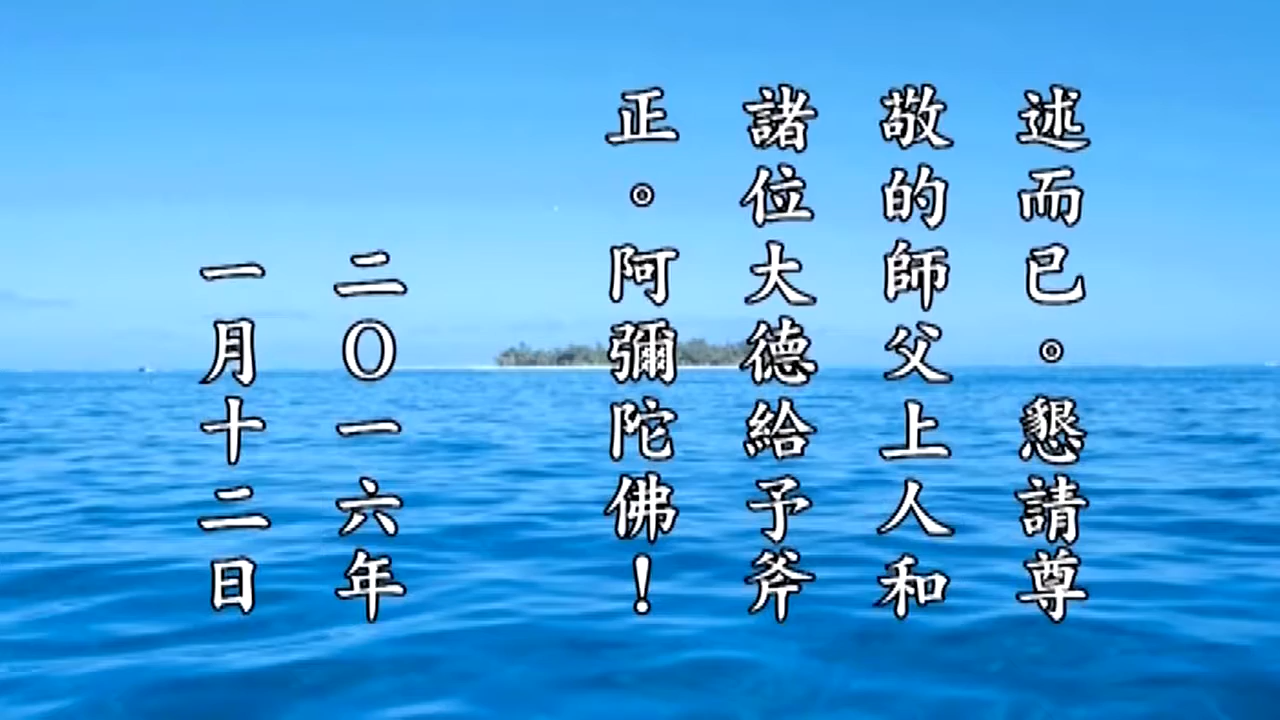 述而已。懇請尊
敬的師父上人和
諸位大德給予斧
正。阿彌陀佛！
二〇一六年
一月十二日